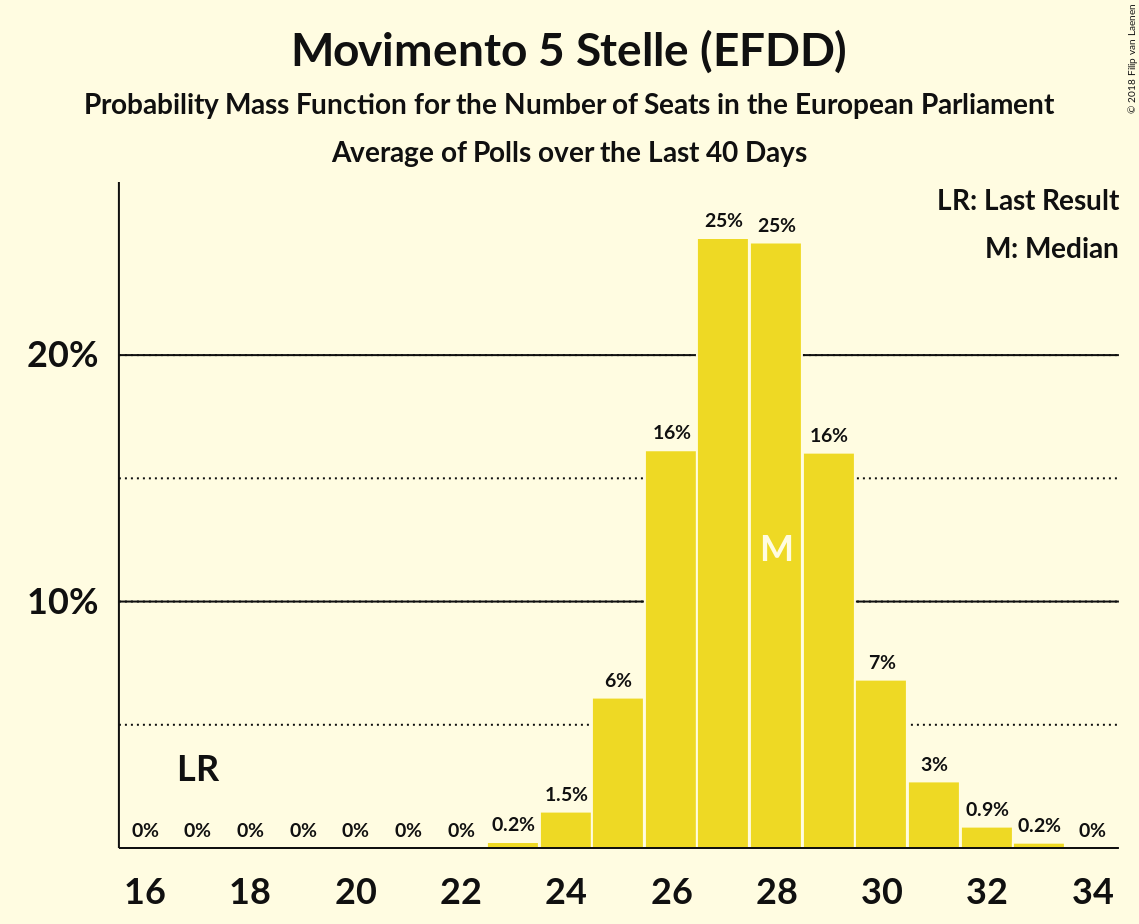 Movimento 5 Stelle (EFDD)
Probability Mass Function for the Number of Seats in the European Parliament
Average of Polls over the Last 40 Days
© 2018 Filip van Laenen
LR: Last Result
M: Median
25% 25%
20%
16% 16%
M
10%
7%
6%
LR
3%
1.5%
0.9%
0% 0% 0% 0% 0% 0% 0% 0.2% 0.2% 0%
16 18 20 22 24 26 28 30 32 34